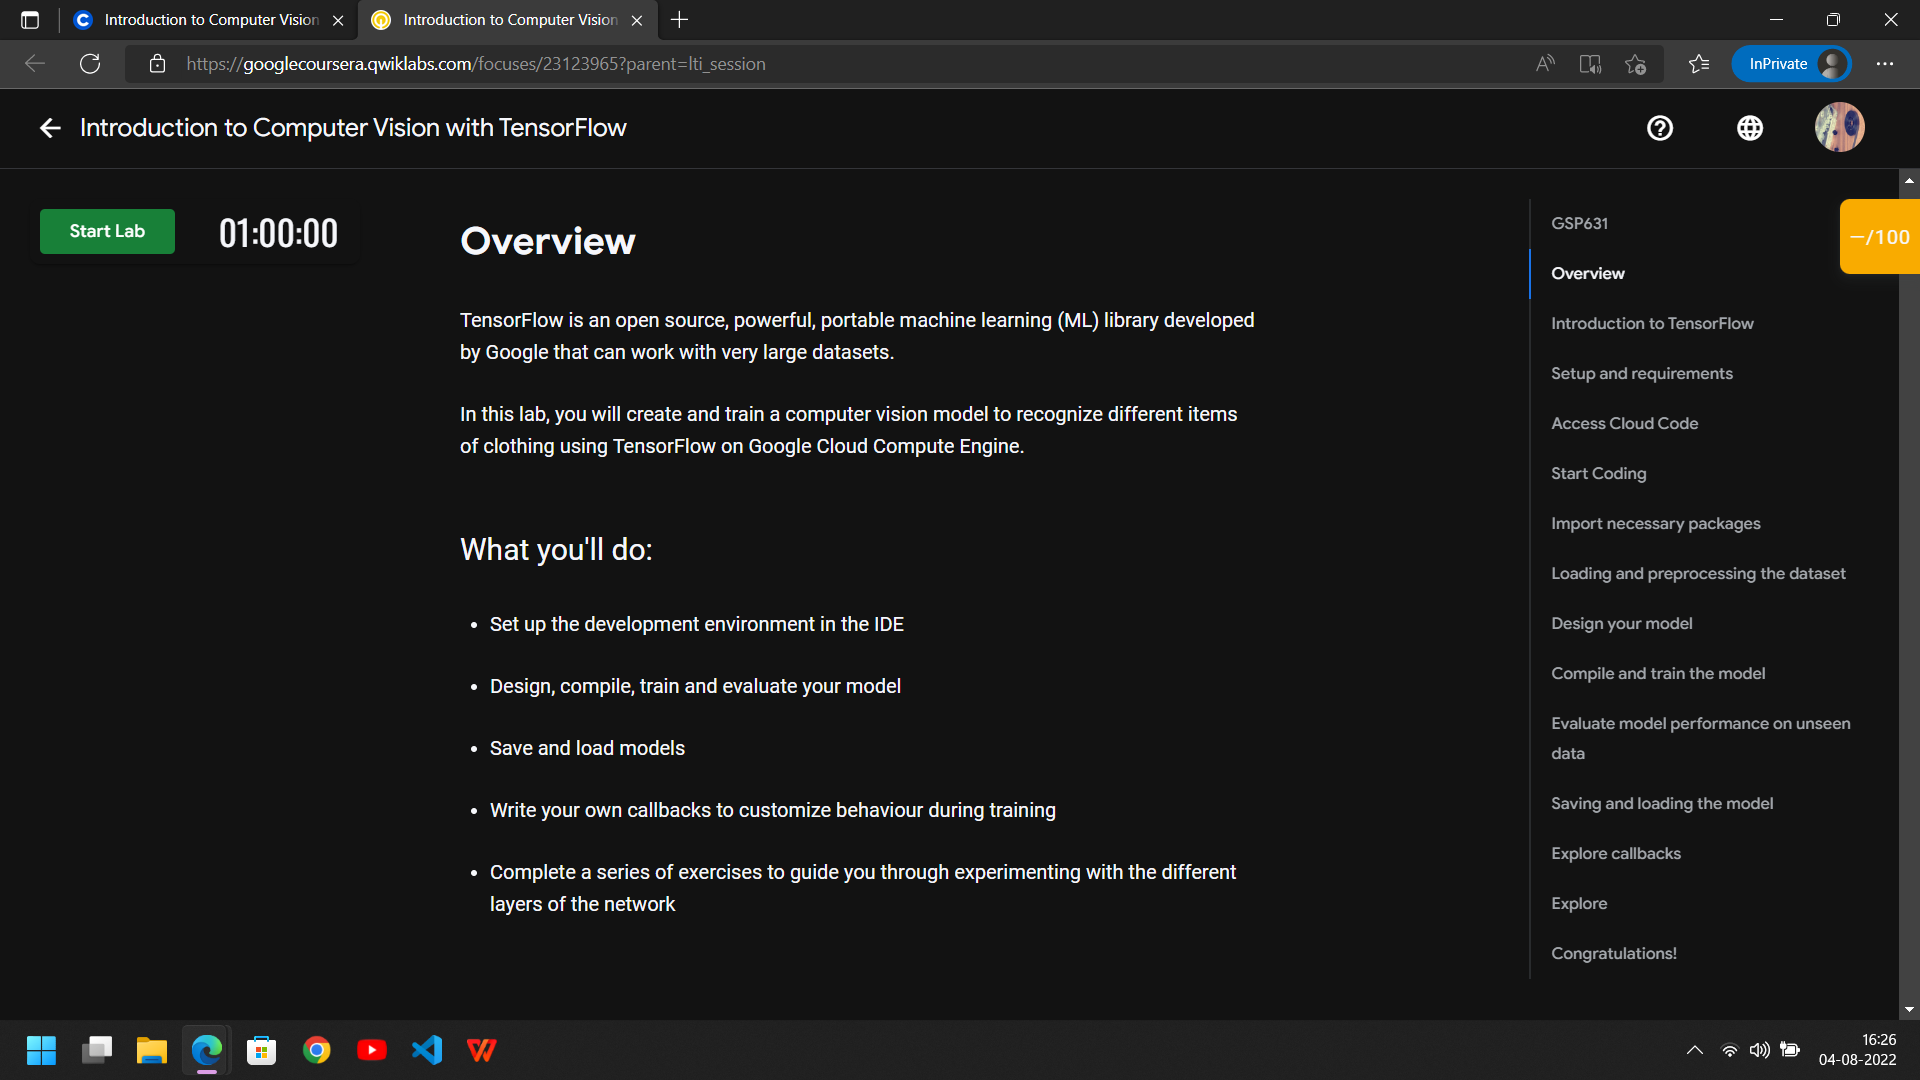 Introduction to Computer Vision
Introduction to Computer Vision
https://googlecoursera.qwiklabs.com/focuses/23123965?parent=lti_session
InPrivate
Introduction to Computer Vision with TensorFlow
Start Lab
01:00:00
Overview
TensorFlow is an open source, powerful, portable machine learning (ML) library developed
by Google that can work with very large datasets.
In this lab, you will create and train a computer vision model to recognize different items
of clothing using TensorFlow on Google Cloud Compute Engine.
What you'll do:
• Set up the development environment in the IDE
• Design, compile, train and evaluate your model
• Save and load models
• Write your own callbacks to customize behaviour during training
• Complete a series of exercises to guide you through experimenting with the different
layers of the network
GSP631
Overview
Introduction to TensorFlow
Setup and requirements
Access Cloud Code
Start Coding
Import necessary packages
Loading and preprocessing the dataset
Design your model
Compile and train the model
Evaluate model performance on unseen
data
Saving and loading the model
Explore callbacks
Explore
Congratulations!
—/100
16:26
04-08-2022